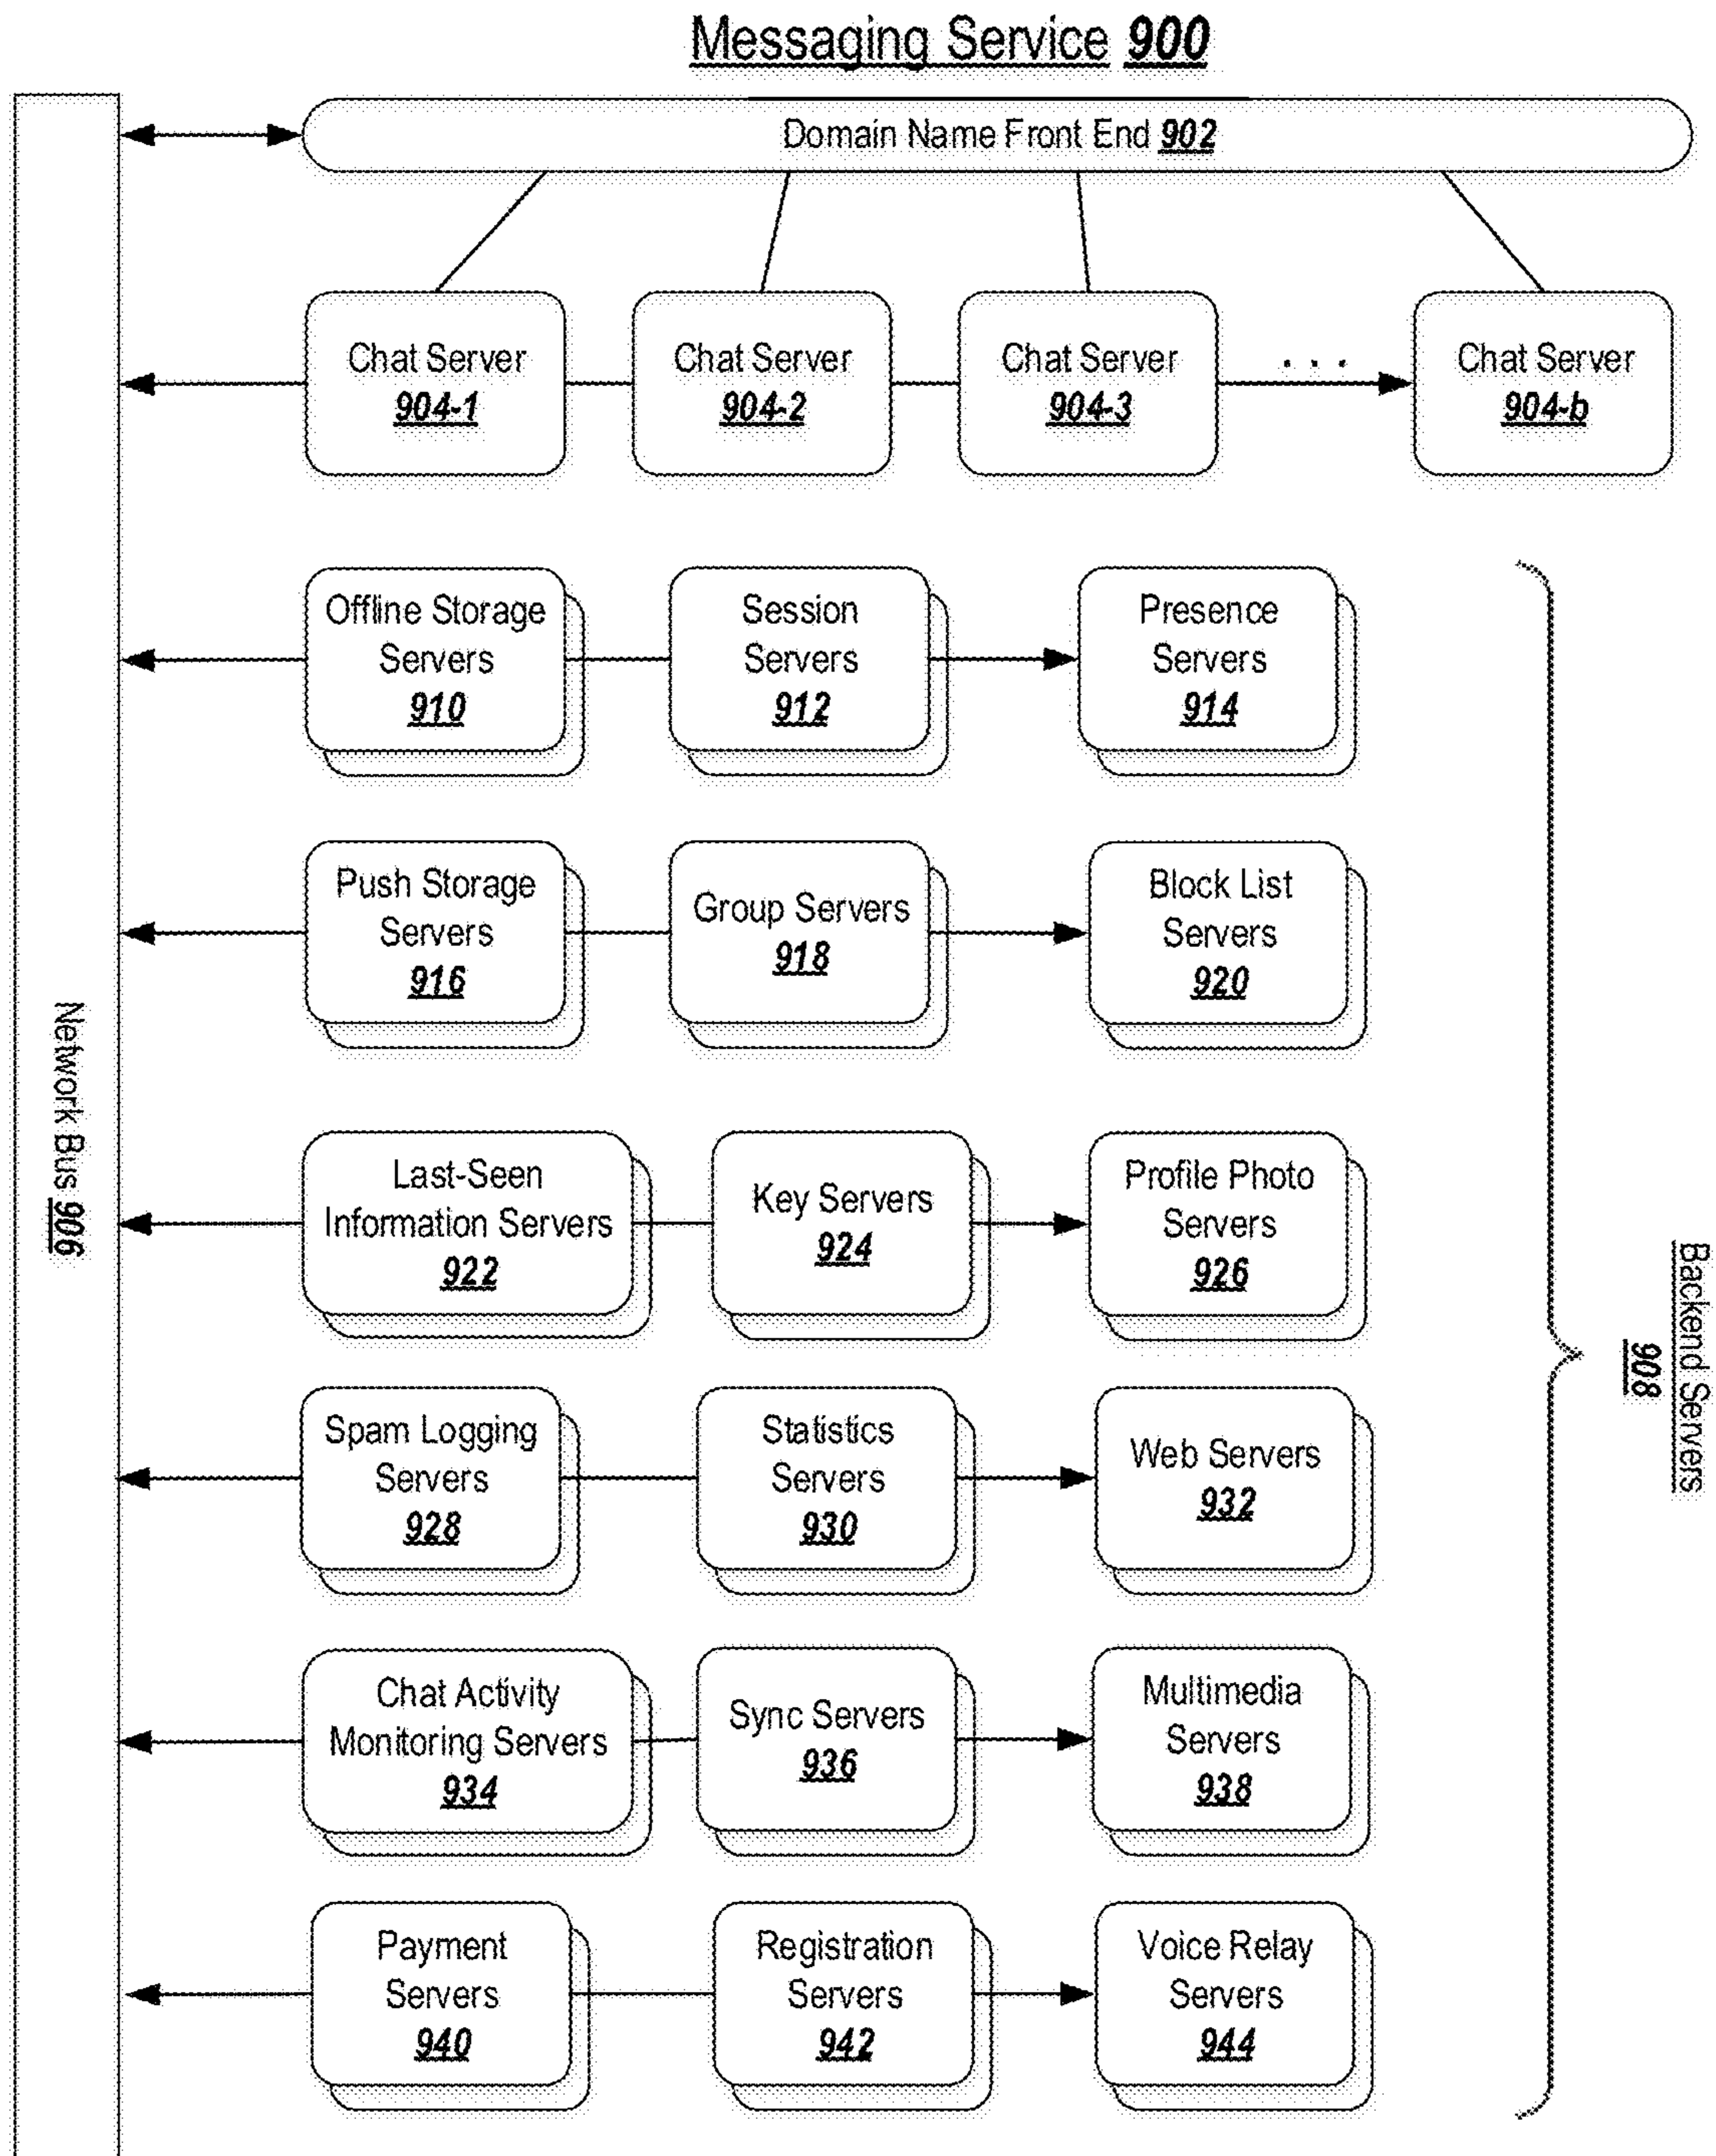 Messaging Service 900
Domain Name Front End 902
Chat Server
904-1
Chat Server
904-2
Chat Server
904-3
. . .
Chat Server
904-b
Offline Storage
Servers
910
Session
Servers
912
Presence
Servers
914
Push Storage
Servers
916
Group Servers
918
Block List
Servers
920
Last-Seen
Information Servers
922
Key Servers
924
Profile Photo
Servers
926
Spam Logging
Servers
928
Statistics
Servers
930
Web Servers
932
Chat Activity
Monitoring Servers
934
Sync Servers
936
Multimedia
Servers
938
Payment
Servers
940
Registration
Servers
942
Voice Relay
Servers
944
Network Bus 906
Backend Servers
908